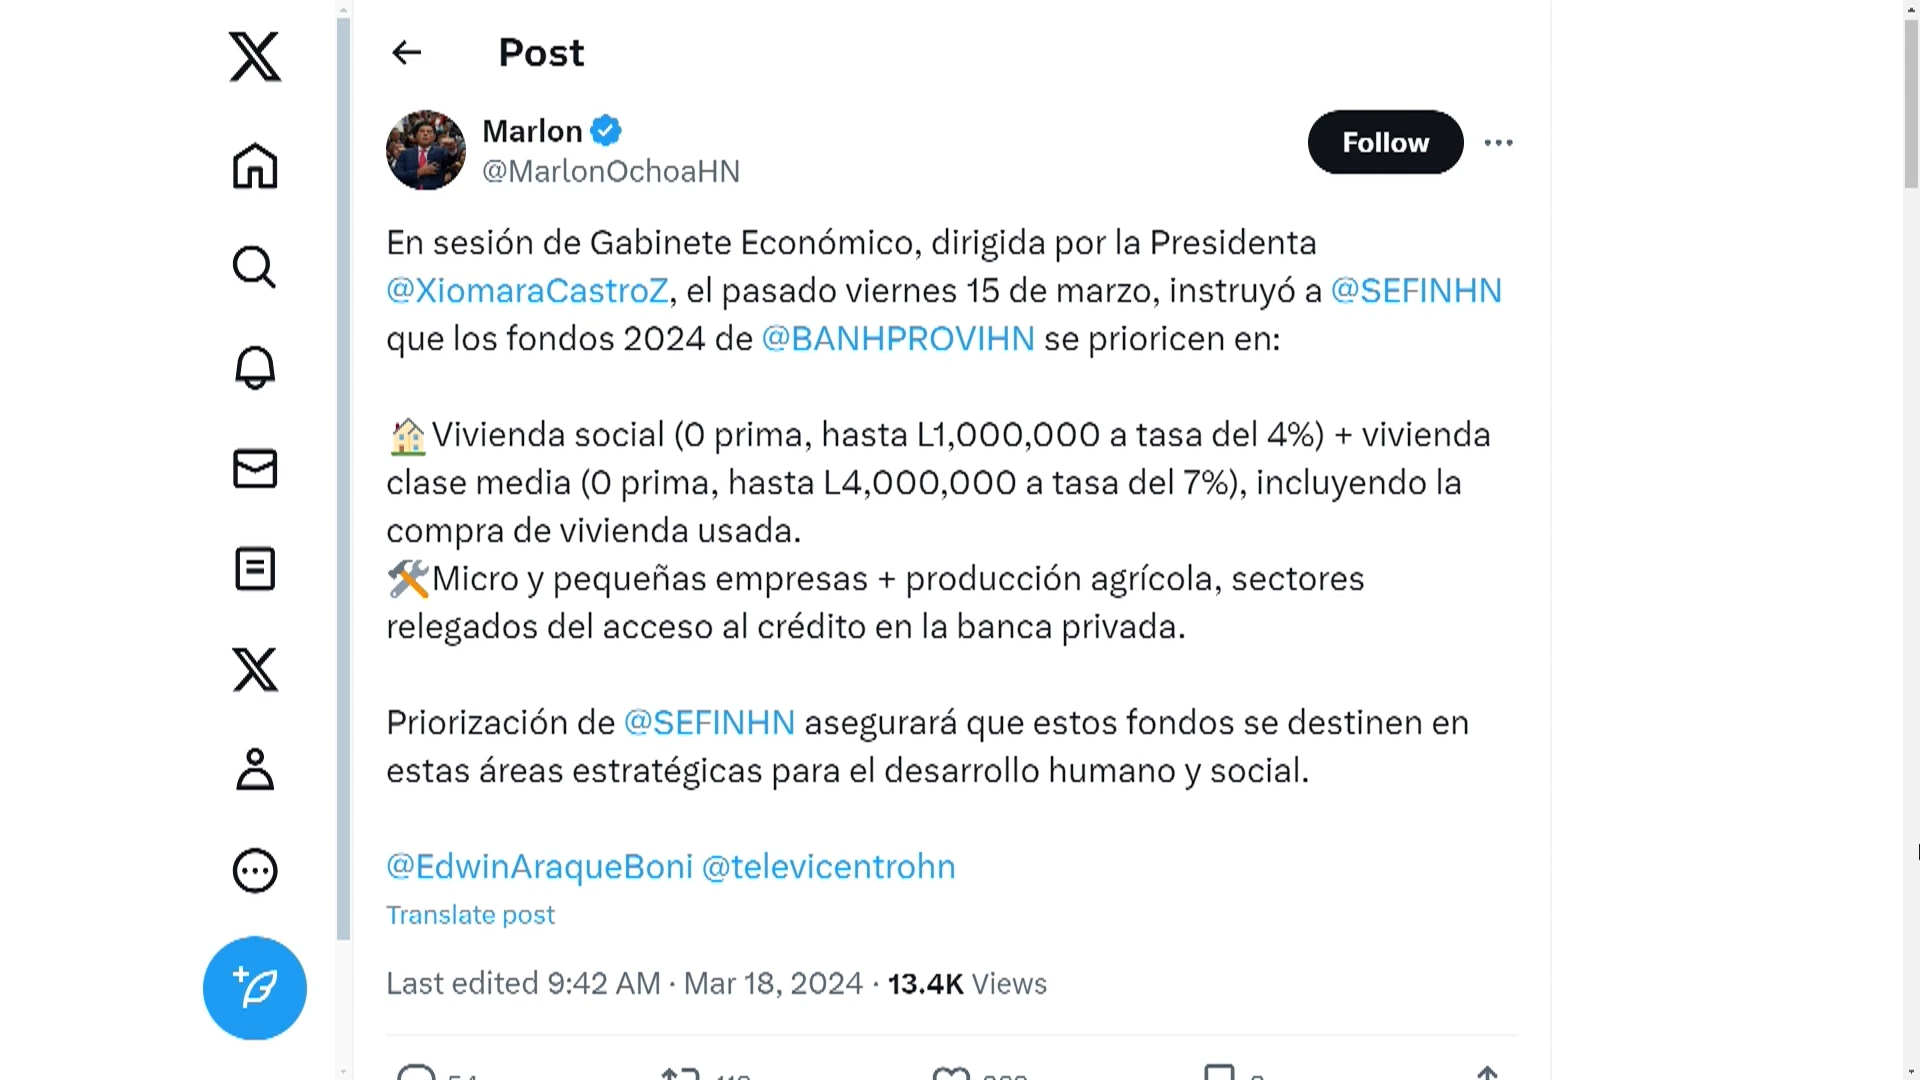 Post
Marlon
@MarlonOchoaHN
Follow
En sesión de Gabinete Económico, dirigida por la Presidenta
@XiomaraCastroZ, el pasado viernes 15 de marzo, instruyó a @SEFINHN
que los fondos 2024 de @BANHPROVIHN se prioricen en:
Vivienda social (0 prima, hasta L1,000,000 a tasa del 4%) + vivienda
clase media (0 prima, hasta L4,000,000 a tasa del 7%), incluyendo la
compra de vivienda usada.
Micro y pequeñas empresas + producción agrícola, sectores
relegados del acceso al crédito en la banca privada.
Priorización de @SEFINHN asegurará que estos fondos se destinen en
estas áreas estratégicas para el desarrollo humano y social.
@EdwinAraqueBoni @televicentrohn
Translate post
Last edited 9:42 AM · Mar 18, 2024 · 13.4K Views